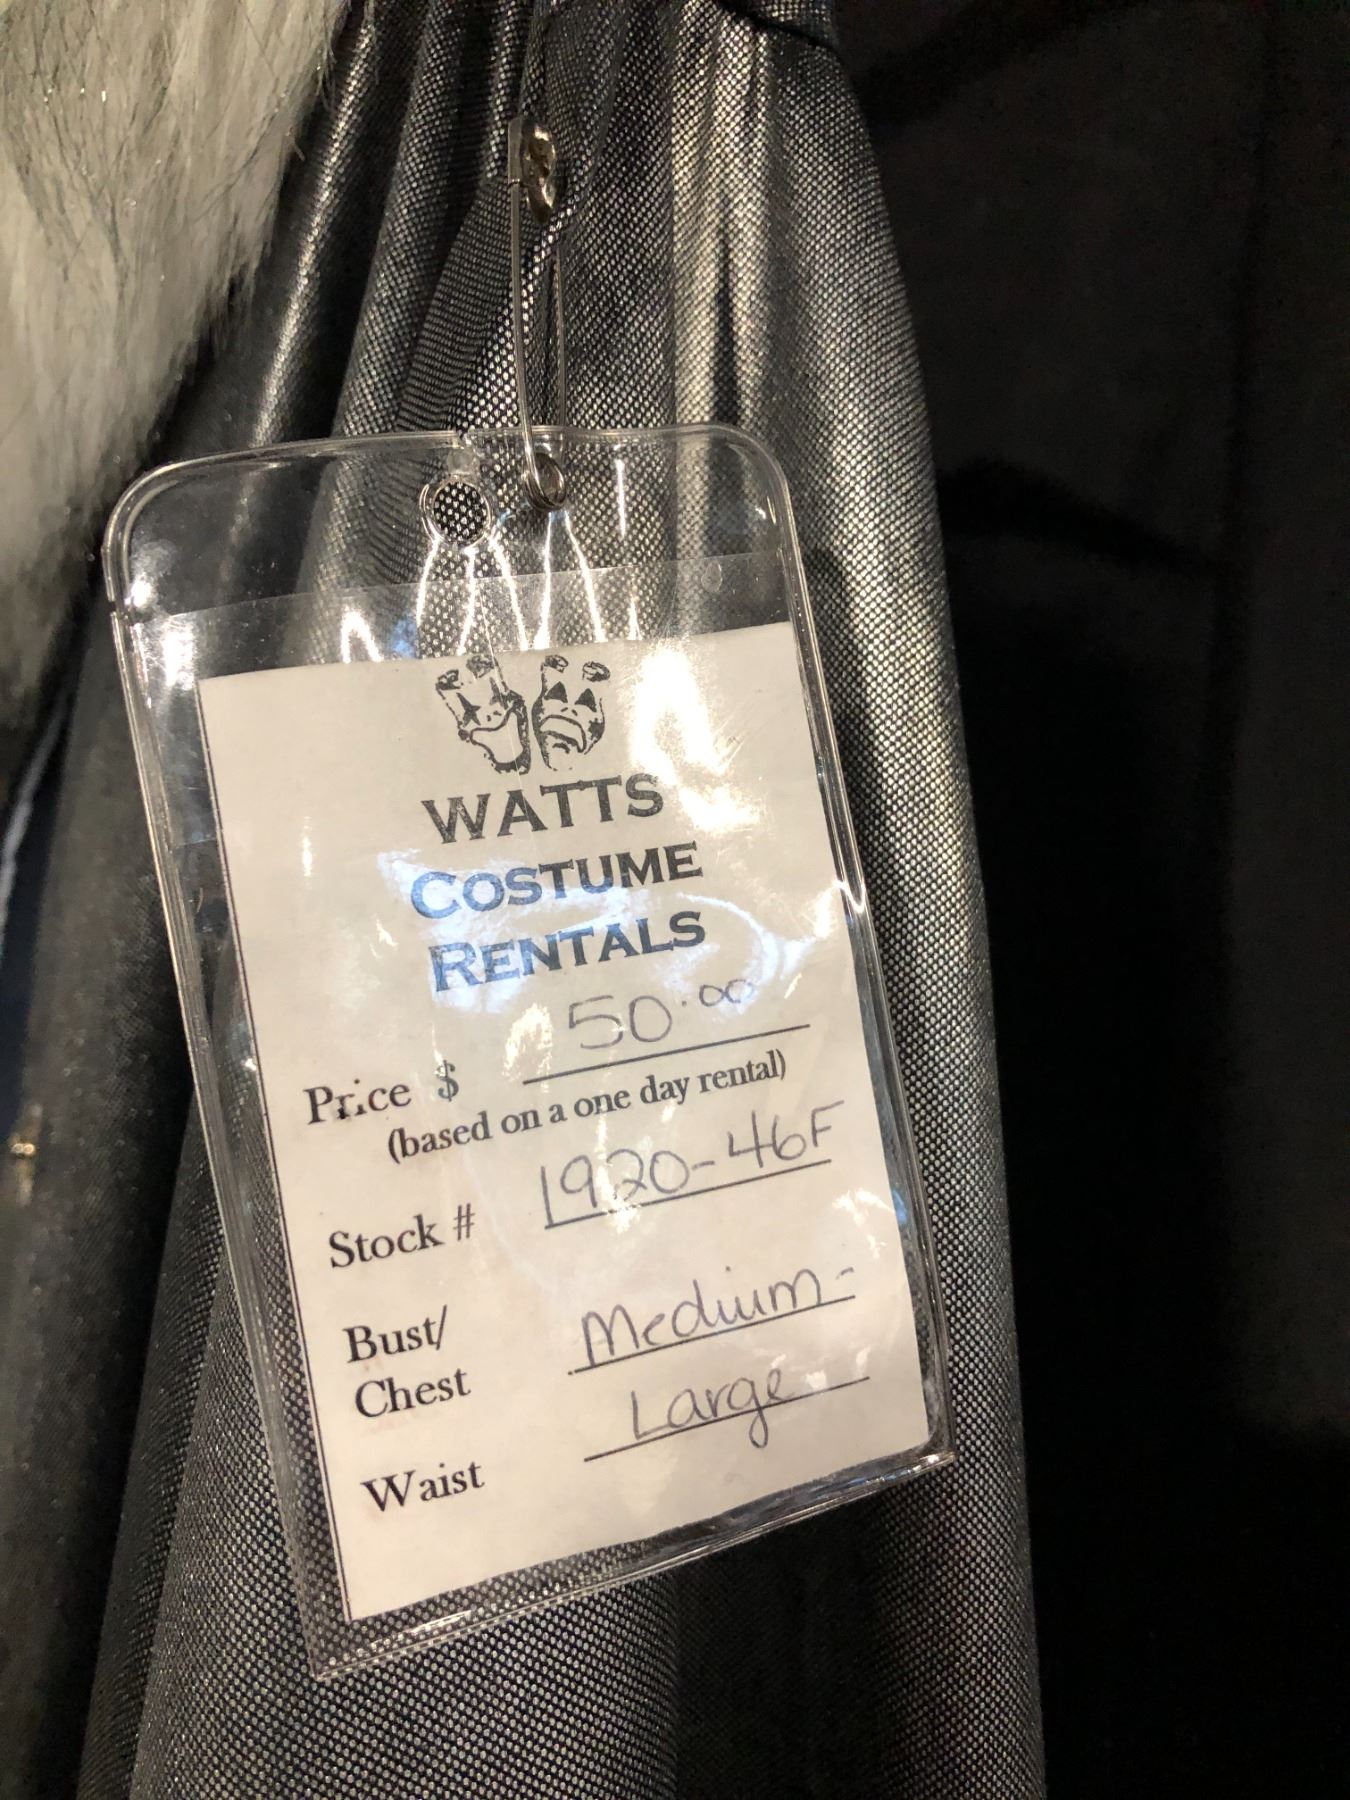 WATTS
COSTUME
RENTALS
Price $ 50.00
(based on a one day rental)
Stock # 1920-46F
Bust/ Medium-
Chest Large
Waist